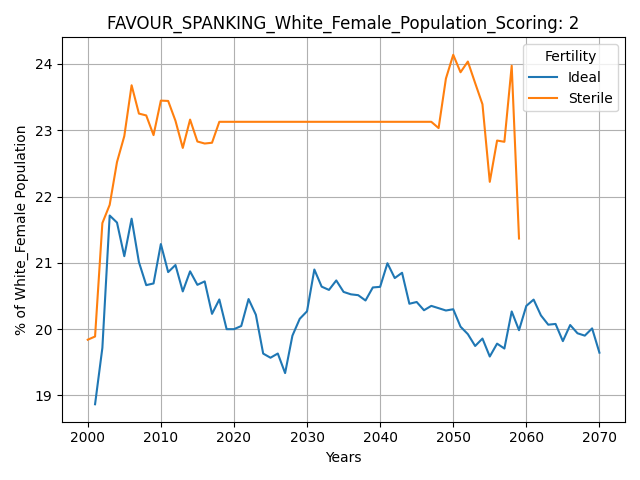 FAVOUR_SPANKING_White_Female_Population_Scoring: 2
Fertility
Ideal
Sterile
% of White_Female Population
24
23
22
21
20
19
2000 2010 2020 2030 2040 2050 2060 2070
Years